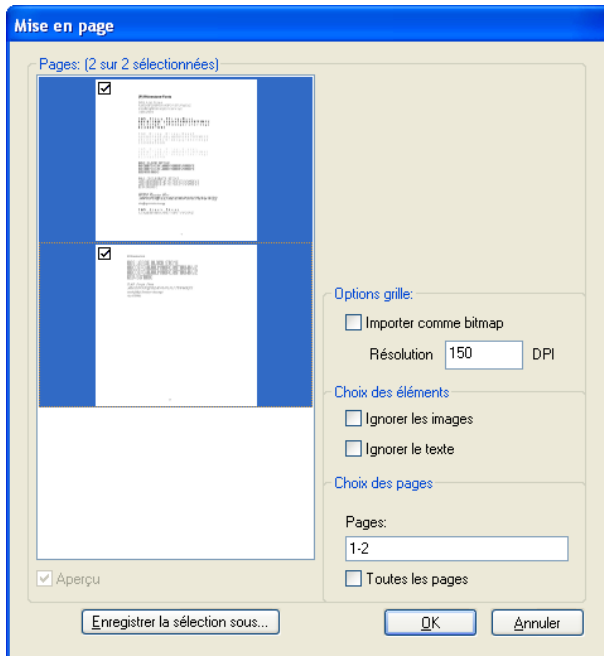 Mise en page
Pages: (2 sur 2 sélectionnées)
Options grille:
Importer comme bitmap
Résolution 150 DPI
Choix des éléments
Ignorer les images
Ignorer le texte
Choix des pages
Pages:
1-2
Toutes les pages
Aperçu
Enregistrer la sélection sous...
OK
Annuler